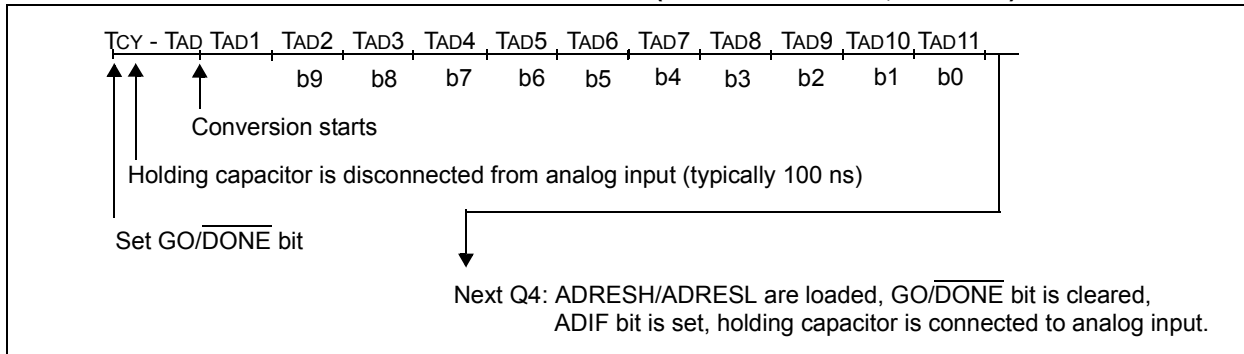 TCY - TAD TAD1 TAD2 TAD3 TAD4 TAD5 TAD6 TAD7 TAD8 TAD9 TAD10 TAD11
b9 b8 b7 b6 b5 b4 b3 b2 b1 b0
Conversion starts
Holding capacitor is disconnected from analog input (typically 100 ns)
Set GO/DONE bit
Next Q4: ADRESH/ADRESL are loaded, GO/DONE bit is cleared,
ADIF bit is set, holding capacitor is connected to analog input.